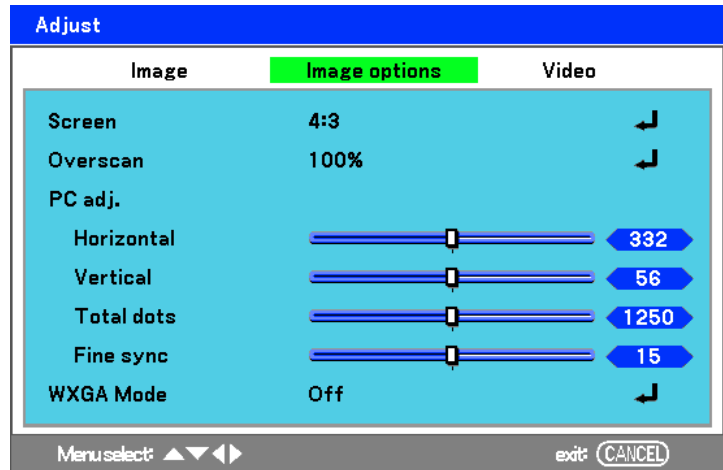 Adjust
Image Image options Video
Screen 4:3
Overscan 100%
PC adj.
Horizontal 332
Vertical 56
Total dots 1250
Fine sync 15
WXGA Mode Off
Menu select: exit: CANCEL